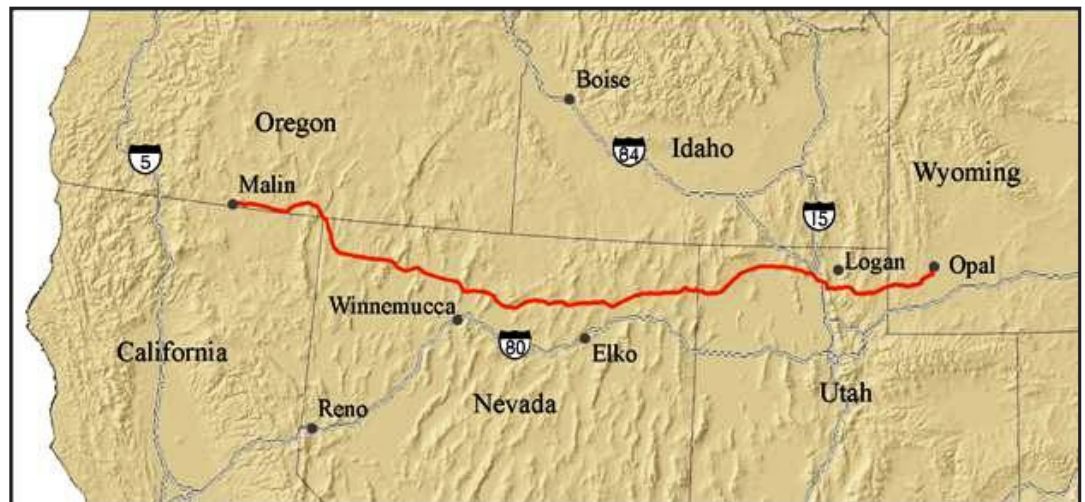 Boise
Oregon
84
Idaho
5
Wyoming
Malin
15
Logan
Opal
Winnemucca
80
Elko
California
Utah
Nevada
Reno